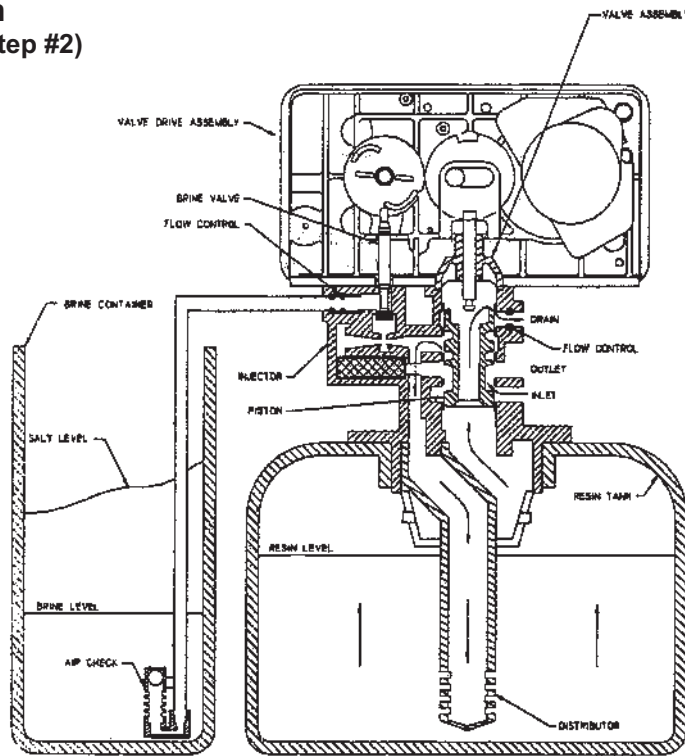 tep #2)
VALVE ASSEMBLY
VALVE DRIVE ASSEMBLY
BRINE VALVE
FLOW CONTROL
BRINE CONTAINER
DRAIN
FLOW CONTROL
INJECTOR
OUTLET
INLET
PISTON
SALT LEVEL
RESIN TANK
RESIN LEVEL
BRINE LEVEL
AIR CHECK
DISTRIBUTOR